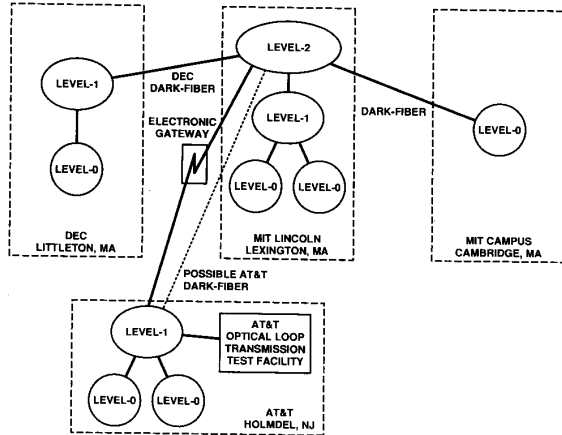 LEVEL-2
LEVEL-1
DEC
DARK-FIBER
LEVEL-1
DARK-FIBER
ELECTRONIC
GATEWAY
LEVEL-0
LEVEL-0
LEVEL-0
LEVEL-0
DEC
LITTLETON, MA
MIT LINCOLN
LEXINGTON, MA
MIT CAMPUS
CAMBRIDGE, MA
POSSIBLE AT&T
DARK-FIBER
LEVEL-1
AT&T
OPTICAL LOOP
TRANSMISSION
TEST FACILITY
LEVEL-0
LEVEL-0
AT&T
HOLMDEL, NJ